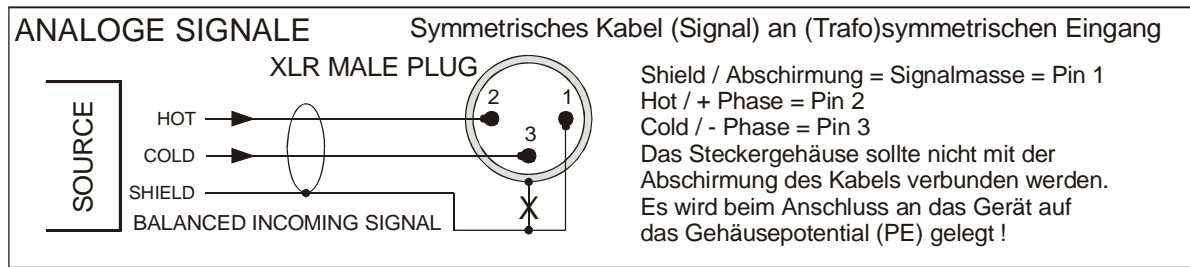 ANALOGE SIGNALE
Symmetrisches Kabel (Signal) an (Trafo)symmetrischen Eingang
XLR MALE PLUG
SOURCE
HOT
COLD
SHIELD
BALANCED INCOMING SIGNAL
2
1
3
X
Shield / Abschirmung = Signalmasse = Pin 1
Hot / + Phase = Pin 2
Cold / - Phase = Pin 3
Das Steckergehäuse sollte nicht mit der
Abschirmung des Kabels verbunden werden.
Es wird beim Anschluss an das Gerät auf
das Gehäusepotential (PE) gelegt !